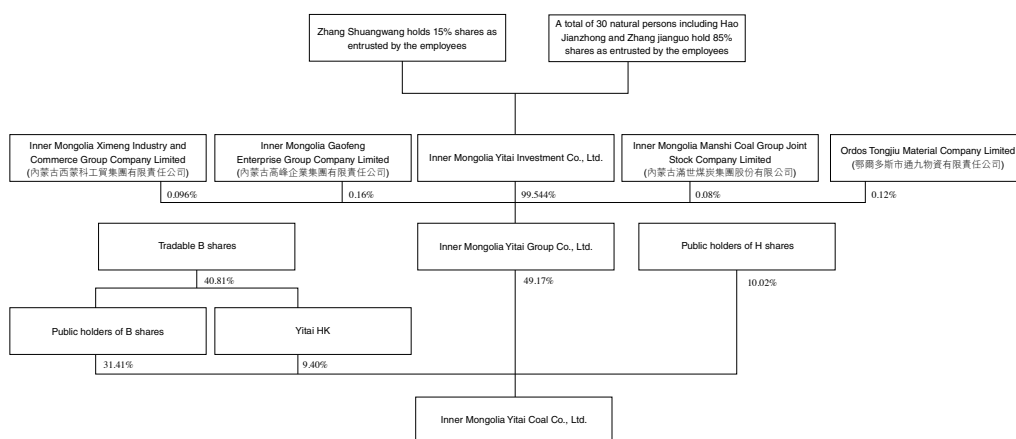 Zhang Shuangwang holds 15% shares as
entrusted by the employees
A total of 30 natural persons including Hao
Jianzhong and Zhang jianguo hold 85%
shares as entrusted by the employees
Inner Mongolia Ximeng Industry and
Commerce Group Company Limited
(內蒙古西蒙科工貿集團有限責任公司)
Inner Mongolia Gaofeng
Enterprise Group Company Limited
(內蒙古高峰企業集團有限責任公司)
Inner Mongolia Yitai Investment Co., Ltd.
Inner Mongolia Manshi Coal Group Joint
Stock Company Limited
(內蒙古滿世煤炭集團股份有限公司)
Ordos Tongjiu Material Company Limited
(鄂爾多斯市通九物資有限責任公司)
0.096%
0.16%
99.544%
0.08%
0.12%
Tradable B shares
Inner Mongolia Yitai Group Co., Ltd.
Public holders of H shares
40.81%
49.17%
10.02%
Public holders of B shares
Yitai HK
31.41%
9.40%
Inner Mongolia Yitai Coal Co., Ltd.